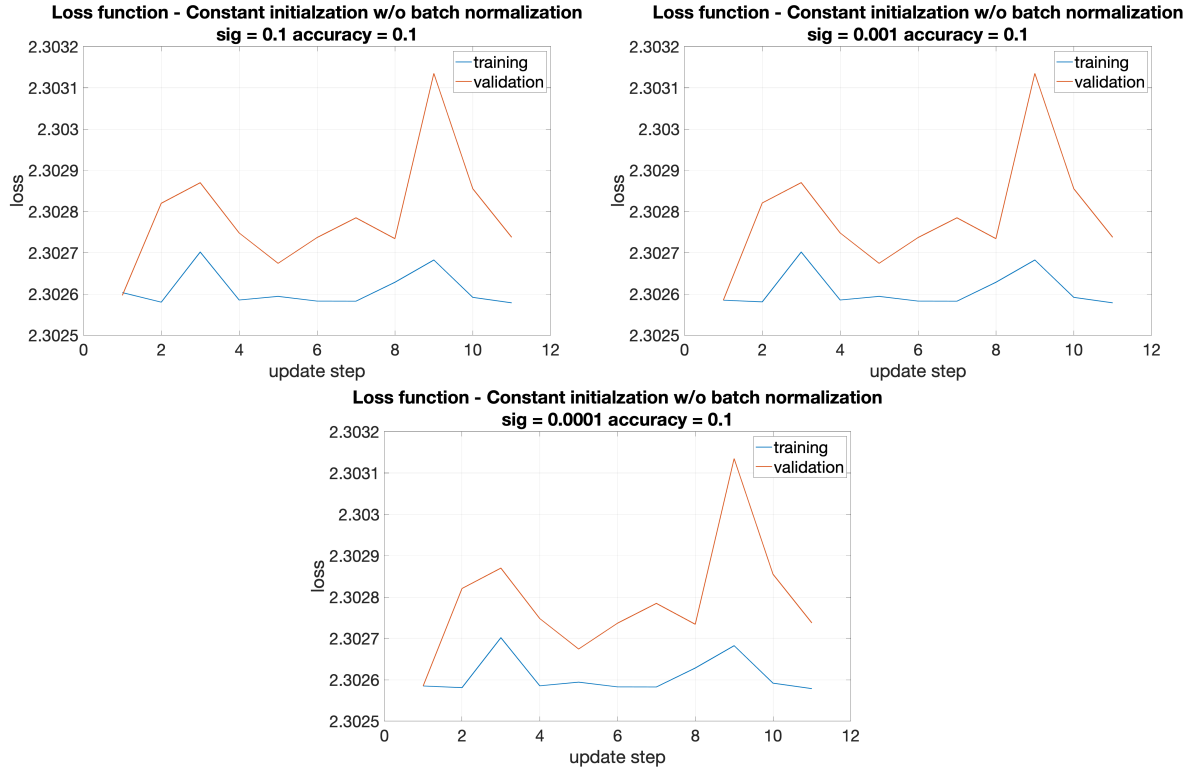 Loss function - Constant initialzation w/o batch normalization
sig = 0.1 accuracy = 0.1
2.3032
2.3031
2.303
2.3029
2.3028
2.3027
2.3026
2.3025
loss
training
validation
0 2 4 6 8 10 12
update step
Loss function - Constant initialzation w/o batch normalization
sig = 0.001 accuracy = 0.1
2.3032
2.3031
2.303
2.3029
2.3028
2.3027
2.3026
2.3025
loss
training
validation
0 2 4 6 8 10 12
update step
Loss function - Constant initialzation w/o batch normalization
sig = 0.0001 accuracy = 0.1
2.3032
2.3031
2.303
2.3029
2.3028
2.3027
2.3026
2.3025
loss
training
validation
0 2 4 6 8 10 12
update step